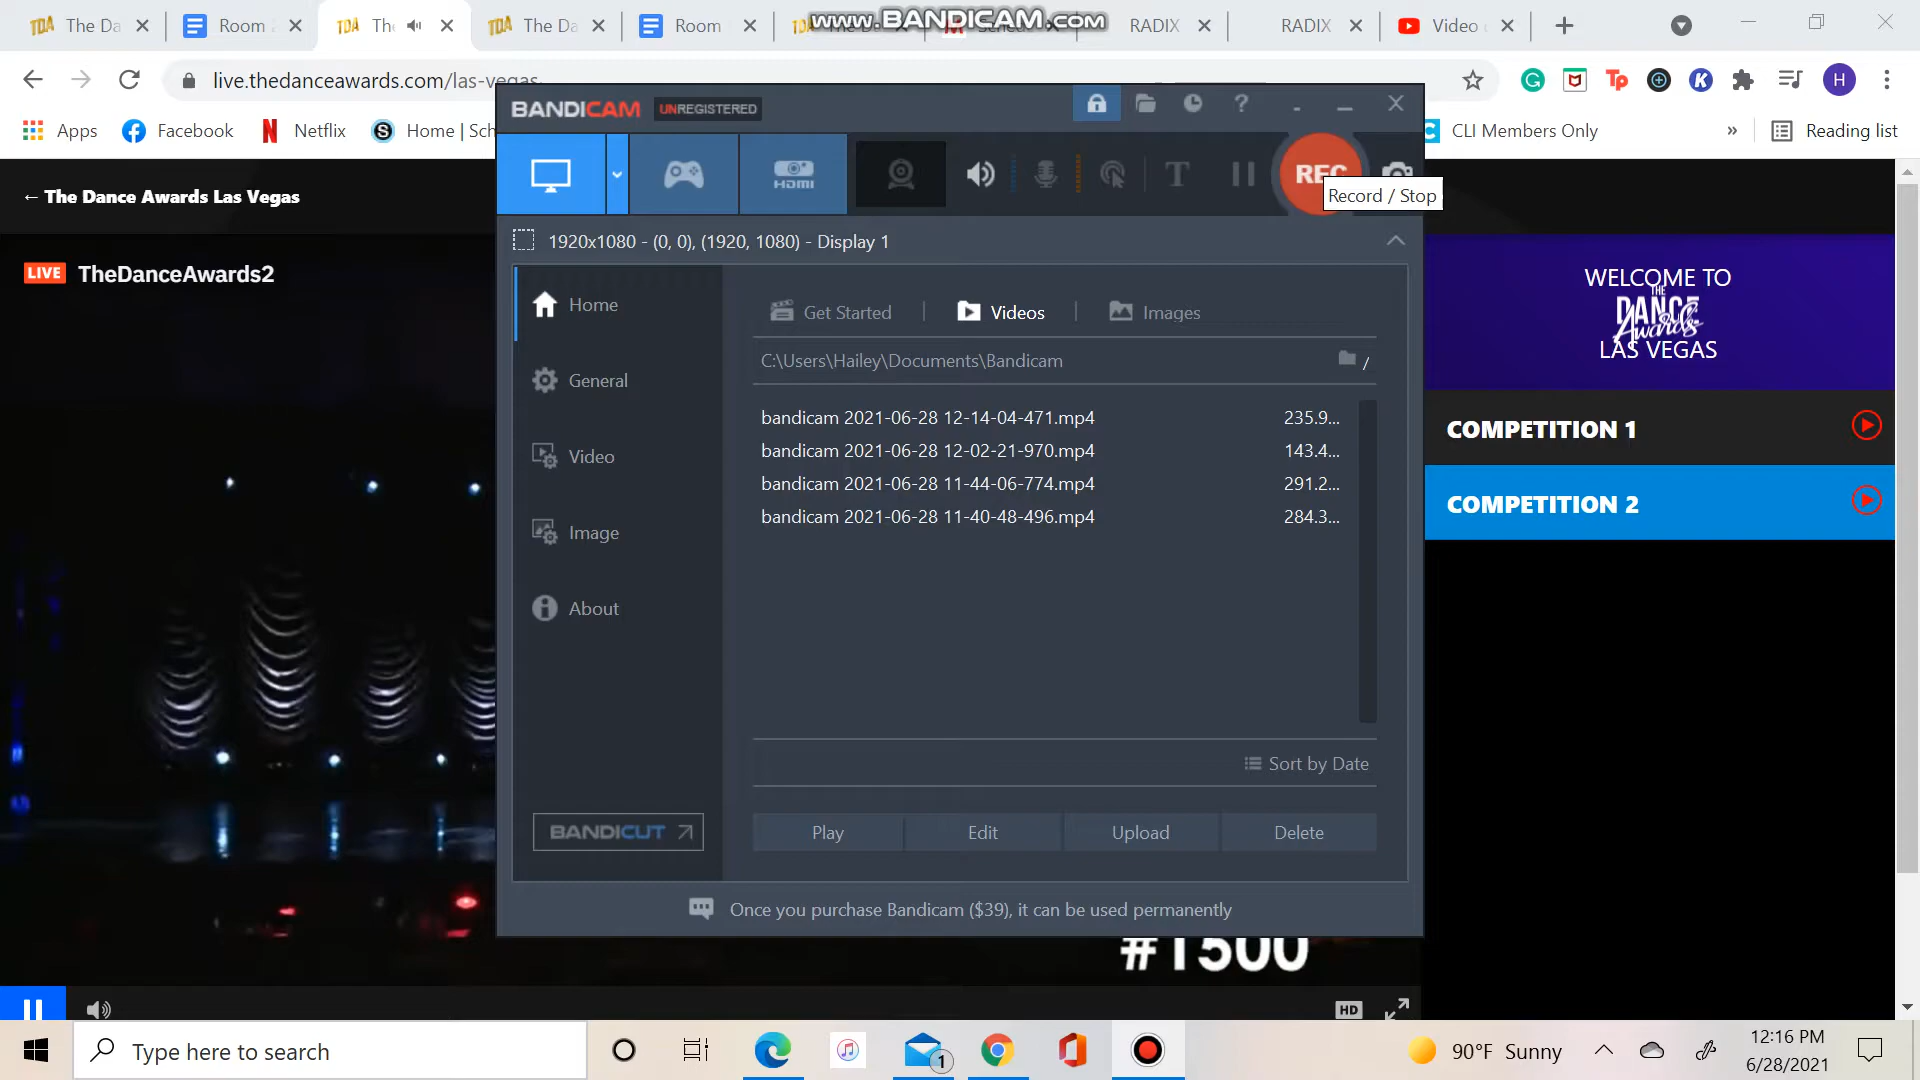 The Da
Room
The
The Da
Room
www.BANDICAM.com
RADIX
RADIX
Video
live.thedanceawards.com/las-vegas
H
Apps
Facebook
Netflix
Home | Sch
CLI Members Only
»
Reading list
BANDICAM UNREGISTERED
HDMI
T
REC
Record / Stop
1920x1080 - (0, 0), (1920, 1080) - Display 1
← The Dance Awards Las Vegas
LIVE TheDanceAwards2
Home
General
Video
Image
About
BANDICUT
Get Started
Videos
Images
C:\Users\Hailey\Documents\Bandicam
bandicam 2021-06-28 12-14-04-471.mp4 235.9...
bandicam 2021-06-28 12-02-21-970.mp4 143.4...
bandicam 2021-06-28 11-44-06-774.mp4 291.2...
bandicam 2021-06-28 11-40-48-496.mp4 284.3...
Sort by Date
Play Edit Upload Delete
Once you purchase Bandicam ($39), it can be used permanently
WELCOME TO
THE
DANCE
Awards
LAS VEGAS
COMPETITION 1
COMPETITION 2
#1500
HD
Type here to search
1
90°F Sunny
12:16 PM
6/28/2021